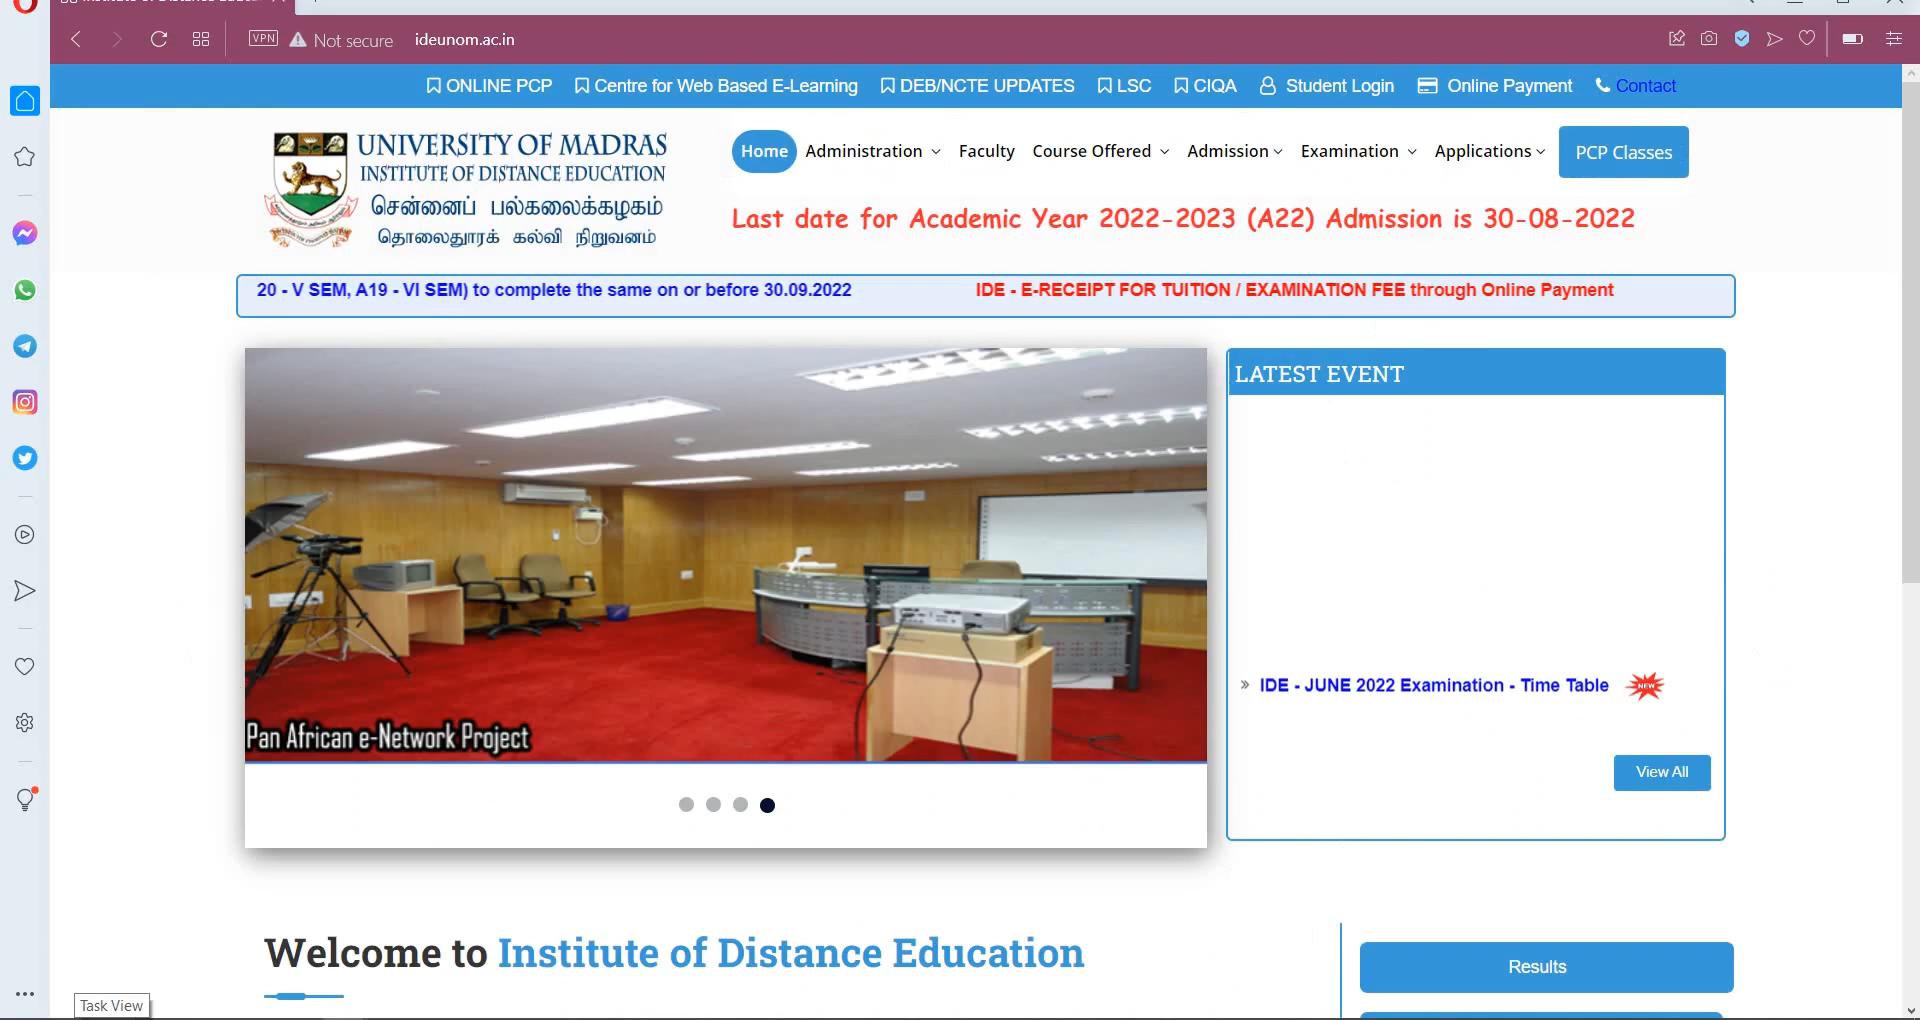 VPN Not secure ideunom.ac.in
ONLINE PCP Centre for Web Based E-Learning DEB/NCTE UPDATES LSC CIQA Student Login Online Payment Contact
UNIVERSITY OF MADRAS
INSTITUTE OF DISTANCE EDUCATION
சென்னைப் பல்கலைக்கழகம்
தொலைதூரக் கல்வி நிறுவனம்
Home Administration Faculty Course Offered Admission Examination Applications PCP Classes
Last date for Academic Year 2022-2023 (A22) Admission is 30-08-2022
20 - V SEM, A19 - VI SEM) to complete the same on or before 30.09.2022 IDE - E-RECEIPT FOR TUITION / EXAMINATION FEE through Online Payment
LATEST EVENT
» IDE - JUNE 2022 Examination - Time Table NEW
View All
Pan African e-Network Project
Welcome to Institute of Distance Education
Results
Task View